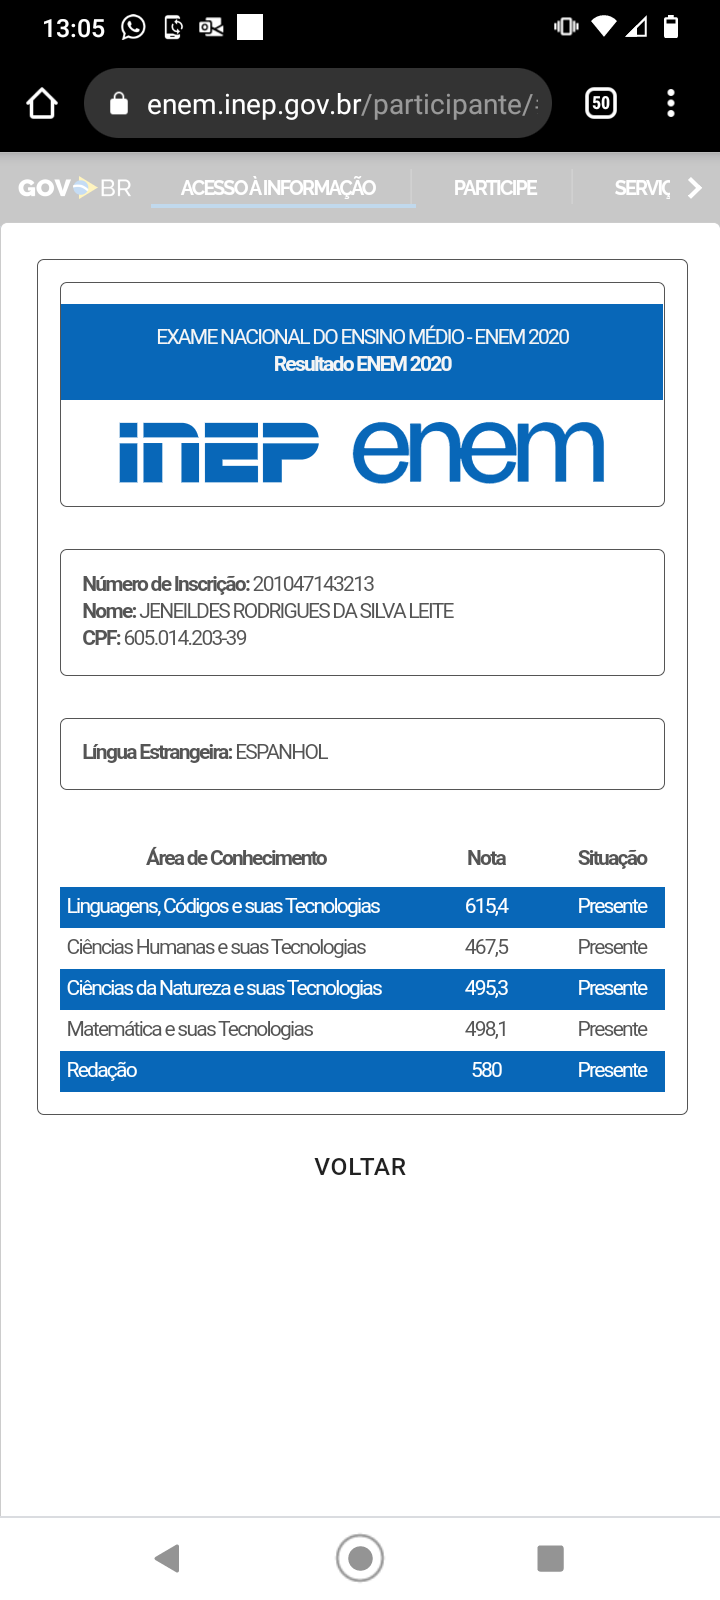 13:05
enem.inep.gov.br/participante/
50
GOV BR ACESSO À INFORMAÇÃO PARTICIPE SERVIÇ
EXAME NACIONAL DO ENSINO MÉDIO - ENEM 2020
Resultado ENEM 2020
inep enem
Número de Inscrição: 201047143213
Nome: JENEILDES RODRIGUES DA SILVA LEITE
CPF: 605.014.203-39
Língua Estrangeira: ESPANHOL
Área de Conhecimento Nota Situação
Linguagens, Códigos e suas Tecnologias 615,4 Presente
Ciências Humanas e suas Tecnologias 467,5 Presente
Ciências da Natureza e suas Tecnologias 495,3 Presente
Matemática e suas Tecnologias 498,1 Presente
Redação 580 Presente
VOLTAR